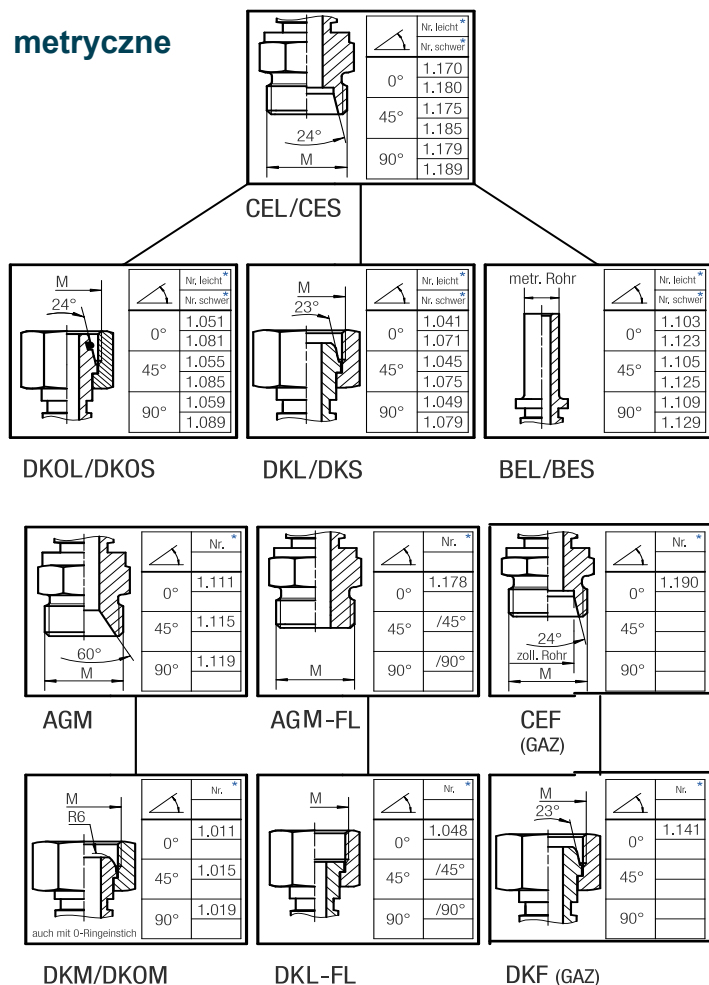 metryczne
Nr. leicht *
Nr. schwer *
0° 1.170
1.180
45° 1.175
1.185
90° 1.179
1.189
24°
M
CEL/CES
M
24°
Nr. leicht *
Nr. schwer
0° 1.051
1.081
45° 1.055
1.085
90° 1.059
1.089
DKOL/DKOS
M
23°
Nr. leicht *
Nr. schwer *
0° 1.041
1.071
45° 1.045
1.075
90° 1.049
1.079
DKL/DKS
metr. Rohr
Nr. leicht *
Nr. schwer *
0° 1.103
1.123
45° 1.105
1.125
90° 1.109
1.129
BEL/BES
Nr. *
0° 1.111
45° 1.115
90° 1.119
60°
M
AGM
Nr. *
0° 1.178
45° /45°
90° /90°
M
AGM-FL
Nr. *
0° 1.190
45°
90°
24°
zoll. Rohr
M
CEF
(GAZ)
M
R6
Nr. *
0° 1.011
45° 1.015
90° 1.019
auch mit O-Ringeinstich
DKM/DKOM
M
Nr. *
0° 1.048
45° /45°
90° /90°
DKL-FL
M
23°
Nr. *
0° 1.141
45°
90°
DKF (GAZ)